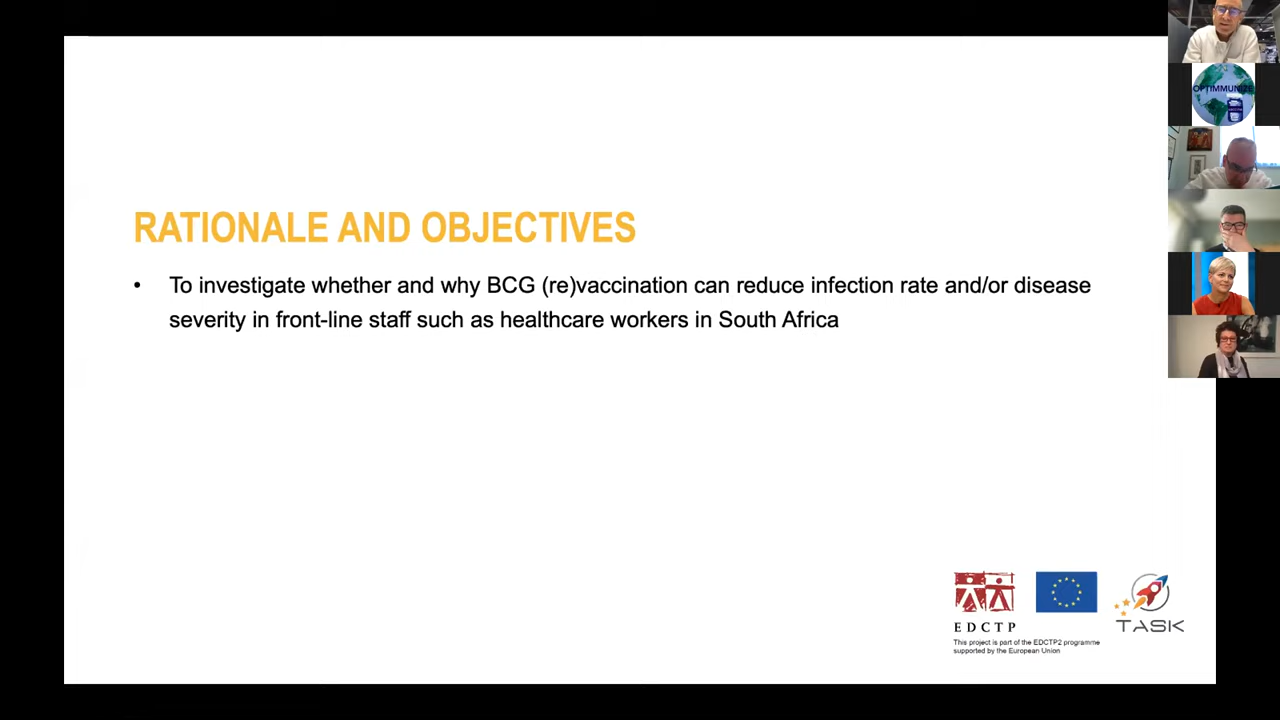 RATIONALE AND OBJECTIVES
• To investigate whether and why BCG (re)vaccination can reduce infection rate and/or disease
severity in front-line staff such as healthcare workers in South Africa
OPTIMMUNIZE
EDCTP
TASK
This project is part of the EDCTP2 programme
supported by the European Union